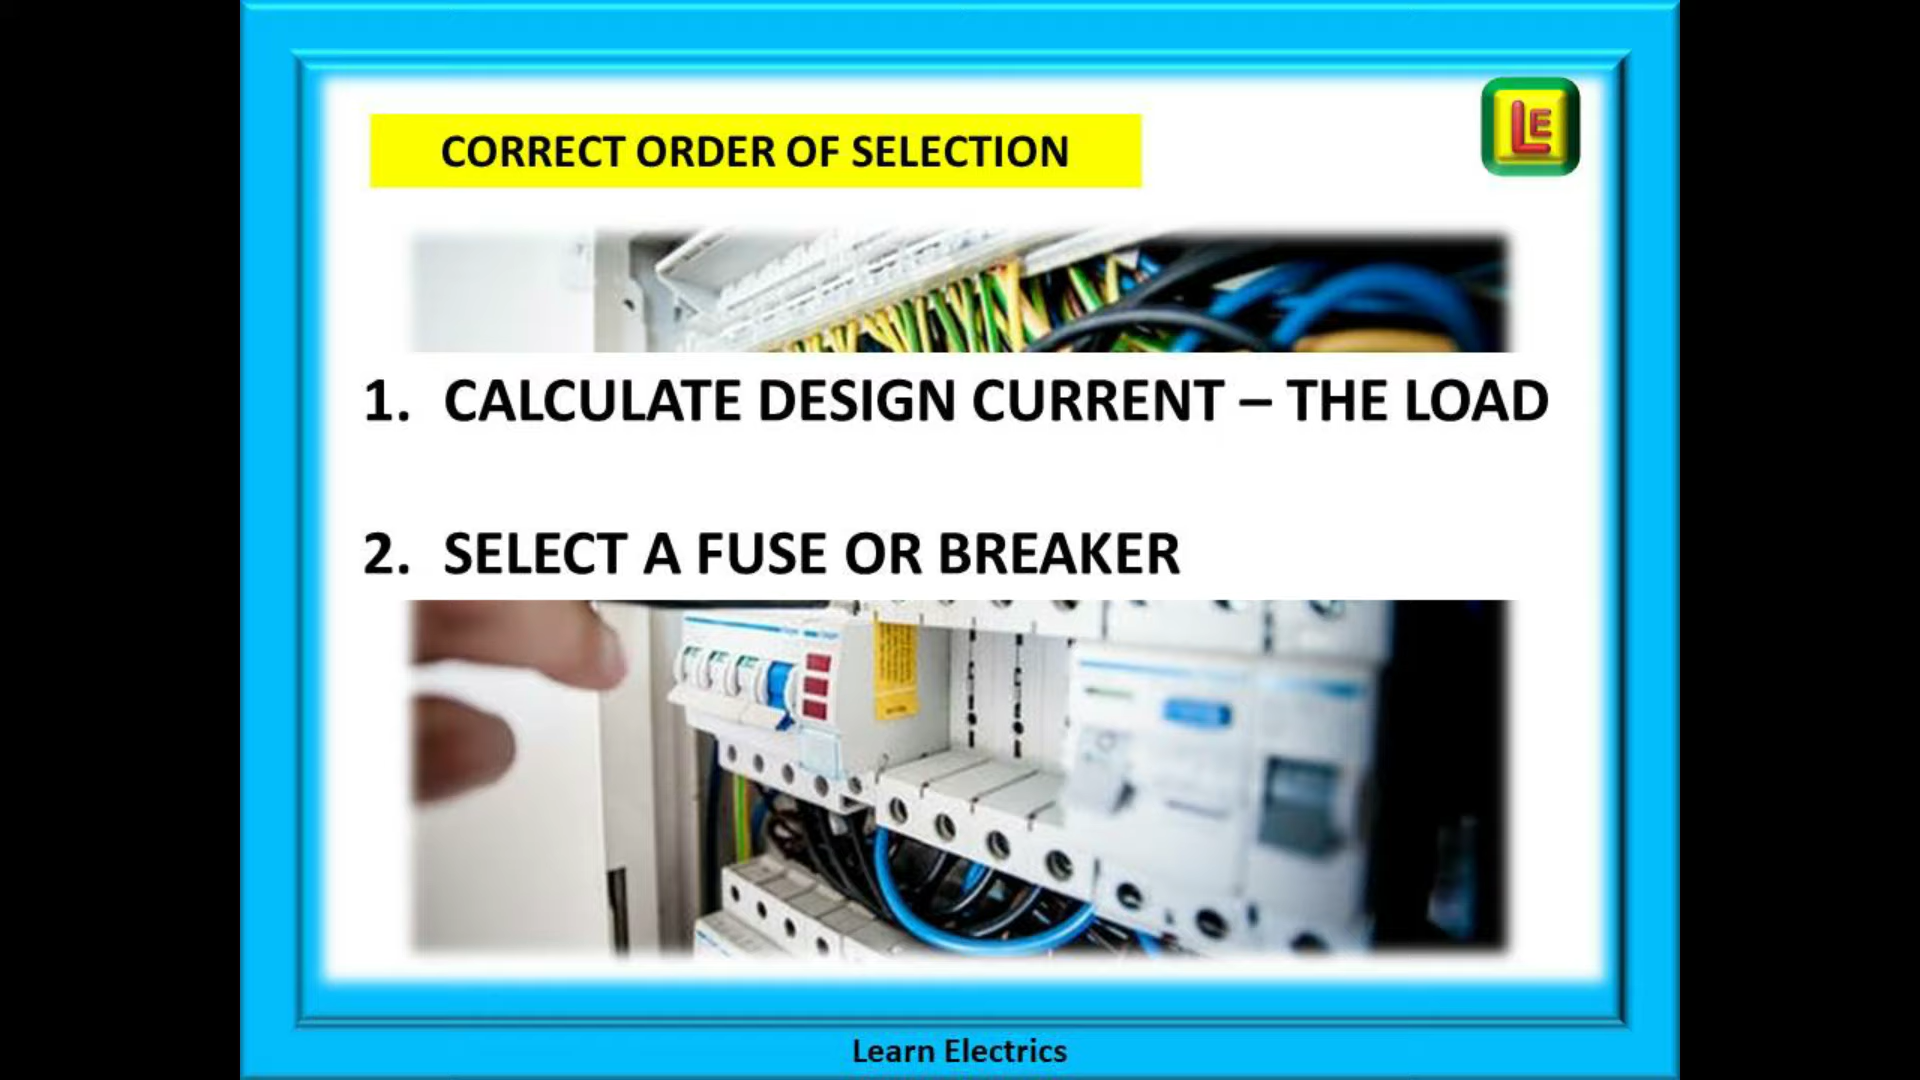 CORRECT ORDER OF SELECTION
LE
1. CALCULATE DESIGN CURRENT – THE LOAD
2. SELECT A FUSE OR BREAKER
Learn Electrics